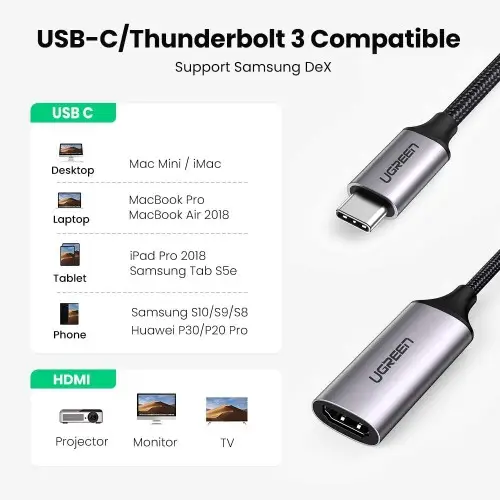 USB-C/Thunderbolt 3 Compatible
Support Samsung DeX
USB C
Desktop
Mac Mini / iMac
Laptop
MacBook Pro
MacBook Air 2018
Tablet
iPad Pro 2018
Samsung Tab S5e
Phone
Samsung S10/S9/S8
Huawei P30/P20 Pro
HDMI
Projector
Monitor
TV
UGREEN
UGREEN